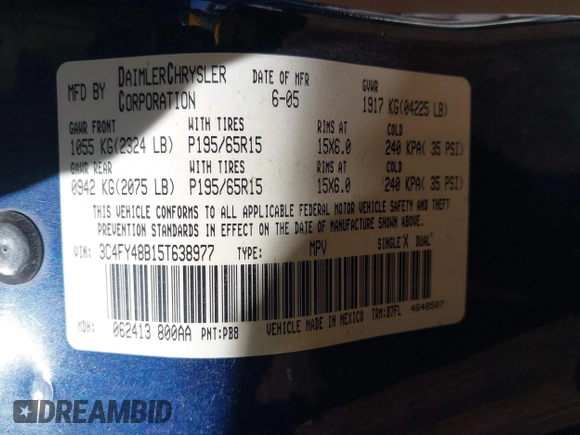 MFD BY DAIMLERCHRYSLER CORPORATION
DATE OF MFR 6-05
GVWR 1917 KG(04225 LB)
GAWR FRONT WITH TIRES RIMS AT COLD
1055 KG(2324 LB) P195/65R15 15X6.0 240 KPA( 35 PSI)
GAWR REAR WITH TIRES RIMS AT COLD
0942 KG(2075 LB) P195/65R15 15X6.0 240 KPA( 35 PSI)
THIS VEHICLE CONFORMS TO ALL APPLICABLE FEDERAL MOTOR VEHICLE SAFETY AND THEFT
PREVENTION STANDARDS IN EFFECT ON THE DATE OF MANUFACTURE SHOWN ABOVE.
VIN: 3C4FY48B15T638977 TYPE: MPV SINGLE X DUAL
MDH: 062413 800AA PNT:PB8 VEHICLE MADE IN MEXICO TRM:B7FL 4648507
DREAMBID